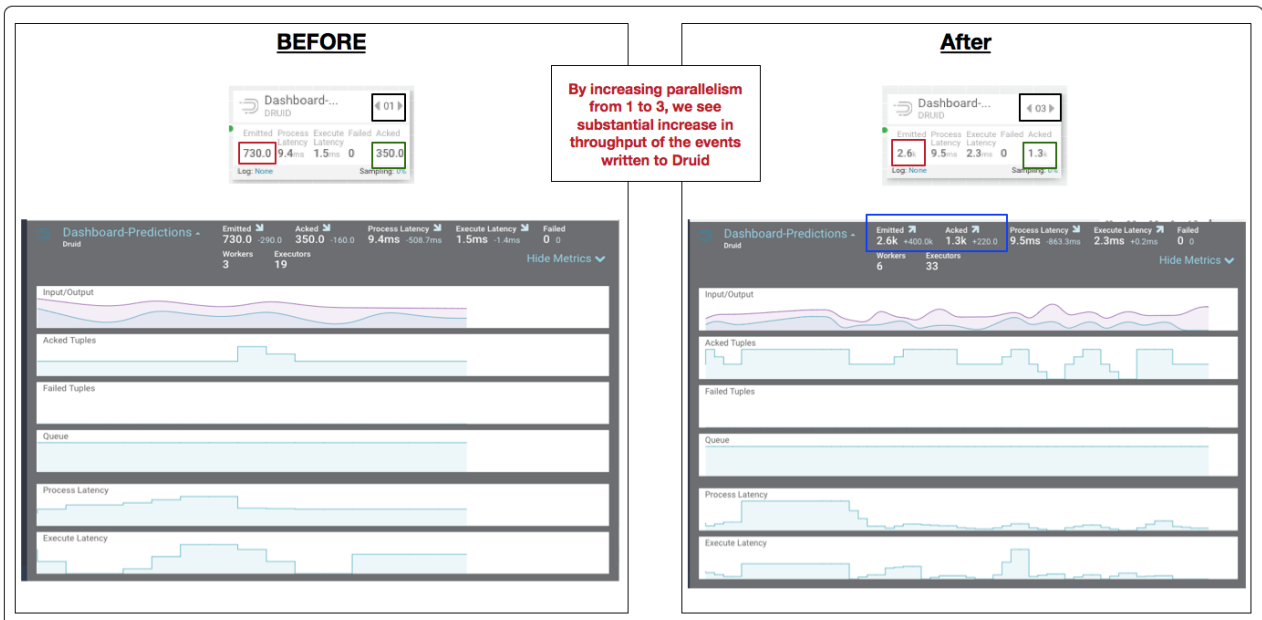 BEFORE
Dashboard-...
DRUID
01
Emitted Process Execute Failed Acked
Latency Latency
730.0 9.4ms 1.5ms 0 350.0
Log: None Sampling: 0%
By increasing parallelism
from 1 to 3, we see
substantial increase in
throughput of the events
written to Druid
After
Dashboard-...
DRUID
03
Emitted Process Execute Failed Acked
Latency Latency
2.6k 9.5ms 2.3ms 0 1.3k
Log: None Sampling: 0%
Dashboard-Predictions
Druid
Emitted Acked Process Latency Execute Latency Failed
730.0 -290.0 350.0 -160.0 9.4ms -508.7ms 1.5ms -1.4ms 0 0
Workers Executors
3 19
Hide Metrics
Input/Output
Acked Tuples
Failed Tuples
Queue
Process Latency
Execute Latency
Dashboard-Predictions
Druid
Emitted Acked Process Latency Execute Latency Failed
2.6k +400.0k 1.3k +220.0 9.5ms -863.3ms 2.3ms +0.2ms 0 0
Workers Executors
6 33
Hide Metrics
Input/Output
Acked Tuples
Failed Tuples
Queue
Process Latency
Execute Latency